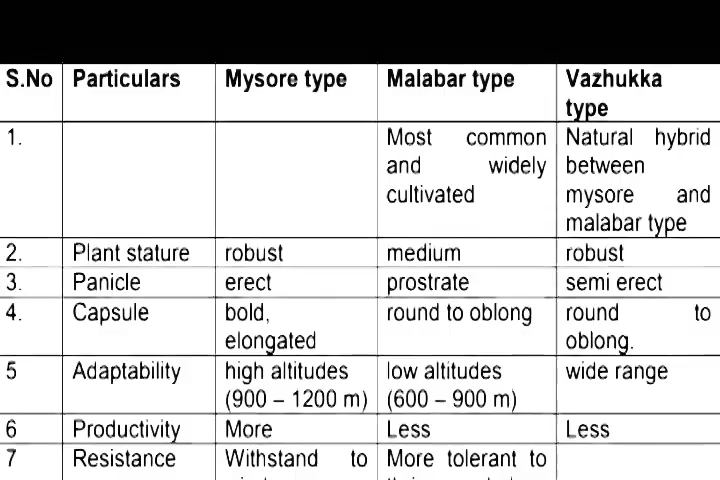 S.No Particulars Mysore type Malabar type Vazhukka type
1. Most common and widely cultivated Natural hybrid between mysore and malabar type
2. Plant stature robust medium robust
3. Panicle erect prostrate semi erect
4. Capsule bold, elongated round to oblong round to oblong.
5 Adaptability high altitudes (900 – 1200 m) low altitudes (600 – 900 m) wide range
6 Productivity More Less Less
7 Resistance Withstand to More tolerant to